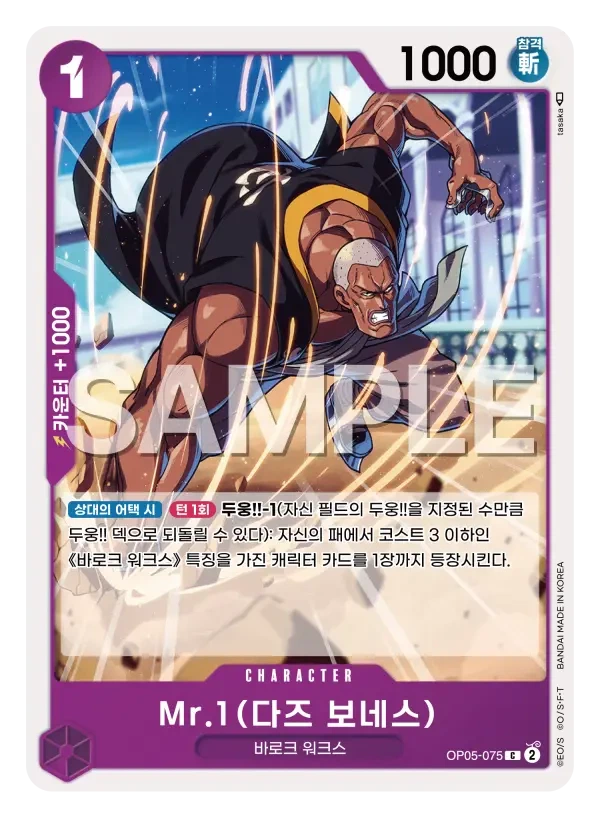 1
1000
참격
斬
tasaka
카운터 +1000
SAMPLE
상대의 어택 시 턴 1회 두웅!!-1(자신 필드의 두웅!!을 지정된 수만큼
두웅!! 덱으로 되돌릴 수 있다): 자신의 패에서 코스트 3 이하인
《바로크 워크스》 특징을 가진 캐릭터 카드를 1장까지 등장시킨다.
CHARACTER
Mr.1(다즈 보네스)
바로크 워크스
OP05-075 C 2
©EO/S ©O/S·F·T BANDAI MADE IN KOREA